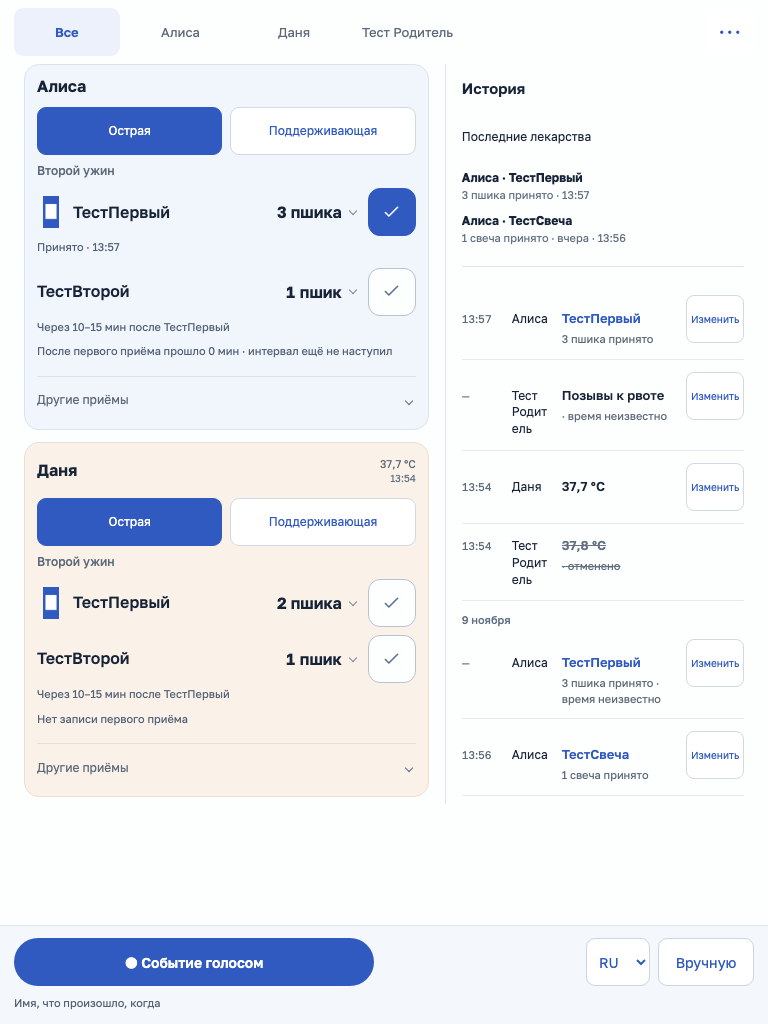 Все
Алиса
Даня
Тест Родитель
Алиса
Острая
Поддерживающая
Второй ужин
ТестПервый
3 пшика
Принято · 13:57
ТестВторой
1 пшик
Через 10–15 мин после ТестПервый
После первого приёма прошло 0 мин · интервал ещё не наступил
Другие приёмы
Даня
37,7 °C
13:54
Острая
Поддерживающая
Второй ужин
ТестПервый
2 пшика
ТестВторой
1 пшик
Через 10–15 мин после ТестПервый
Нет записи первого приёма
Другие приёмы
История
Последние лекарства
Алиса · ТестПервый
3 пшика принято · 13:57
Алиса · ТестСвеча
1 свеча принято · вчера · 13:56
13:57
Алиса
ТестПервый
3 пшика принято
Изменить
—
Тест
Родит
ель
Позывы к рвоте
· время неизвестно
Изменить
13:54
Даня
37,7 °C
Изменить
13:54
Тест
Родит
ель
37,8 °C
· отменено
9 ноября
—
Алиса
ТестПервый
3 пшика принято ·
время неизвестно
Изменить
13:56
Алиса
ТестСвеча
1 свеча принято
Изменить
Событие голосом
RU
Вручную
Имя, что произошло, когда